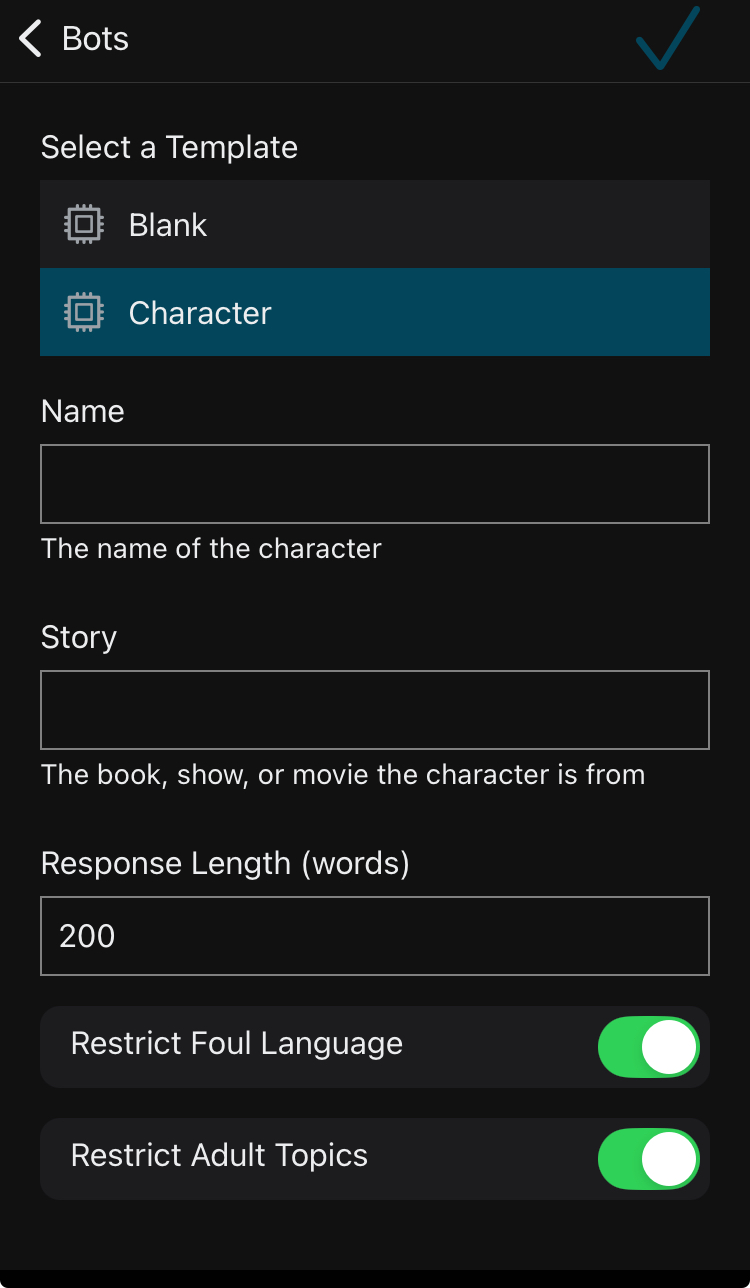 Bots
Select a Template
Blank
Character
Name
The name of the character
Story
The book, show, or movie the character is from
Response Length (words)
200
Restrict Foul Language
Restrict Adult Topics